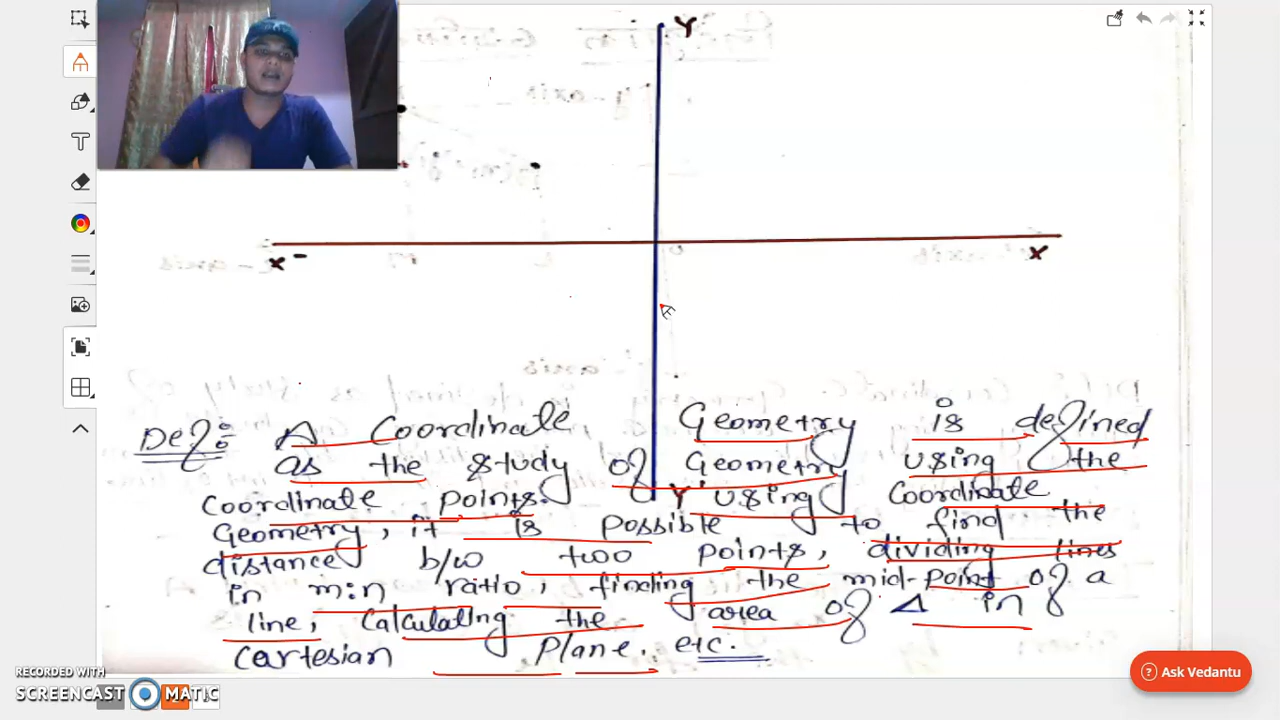 Y
X-
o
X
Def: A Coordinate Geometry is defined
as the study of Geometry using the
Coordinate points. Y' using Coordinate
Geometry, it is possible to find the
distance b/w two points, dividing lines
in m:n ratio, finding the mid-point of a
line, Calculating the area of Δ in
Cartesian Plane. etc.
Ask Vedantu
RECORDED WITH
SCREENCAST MATIC